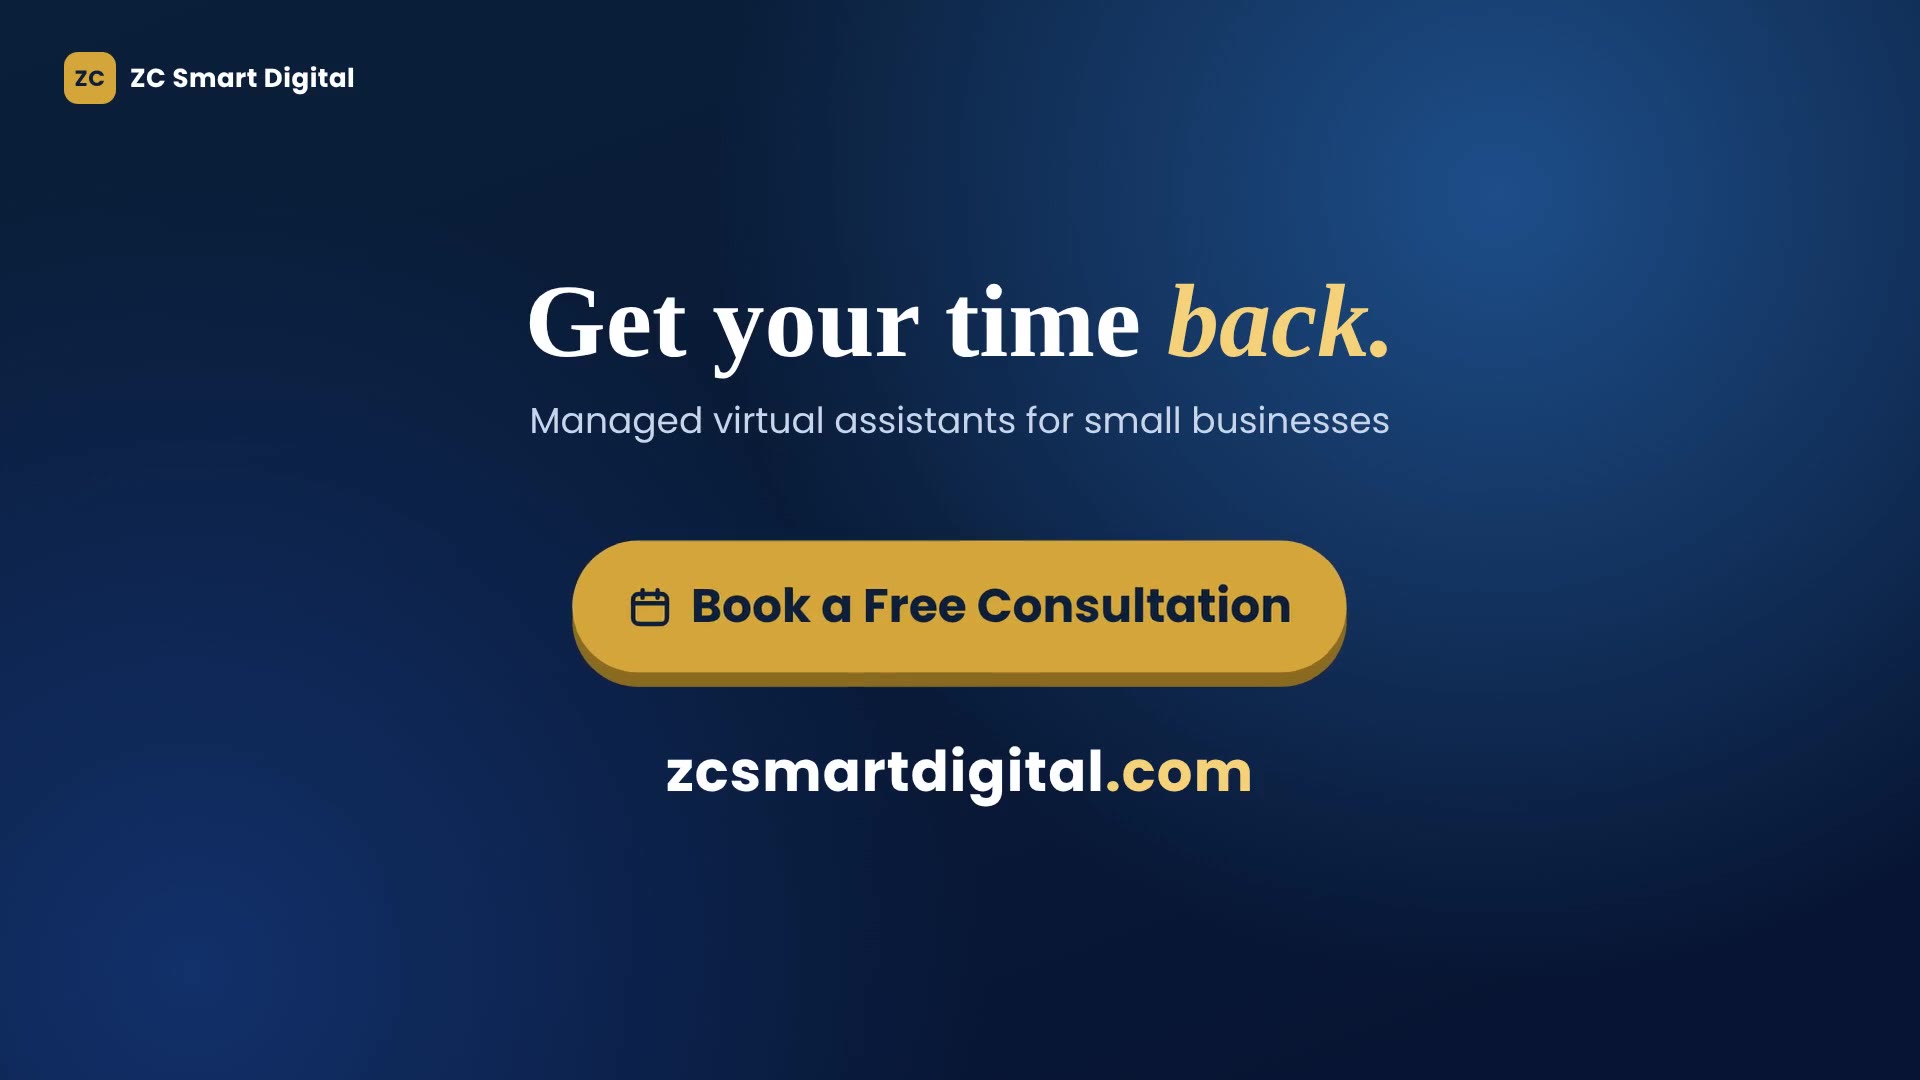 ZC ZC Smart Digital
Get your time back.
Managed virtual assistants for small businesses
Book a Free Consultation
zcsmartdigital.com